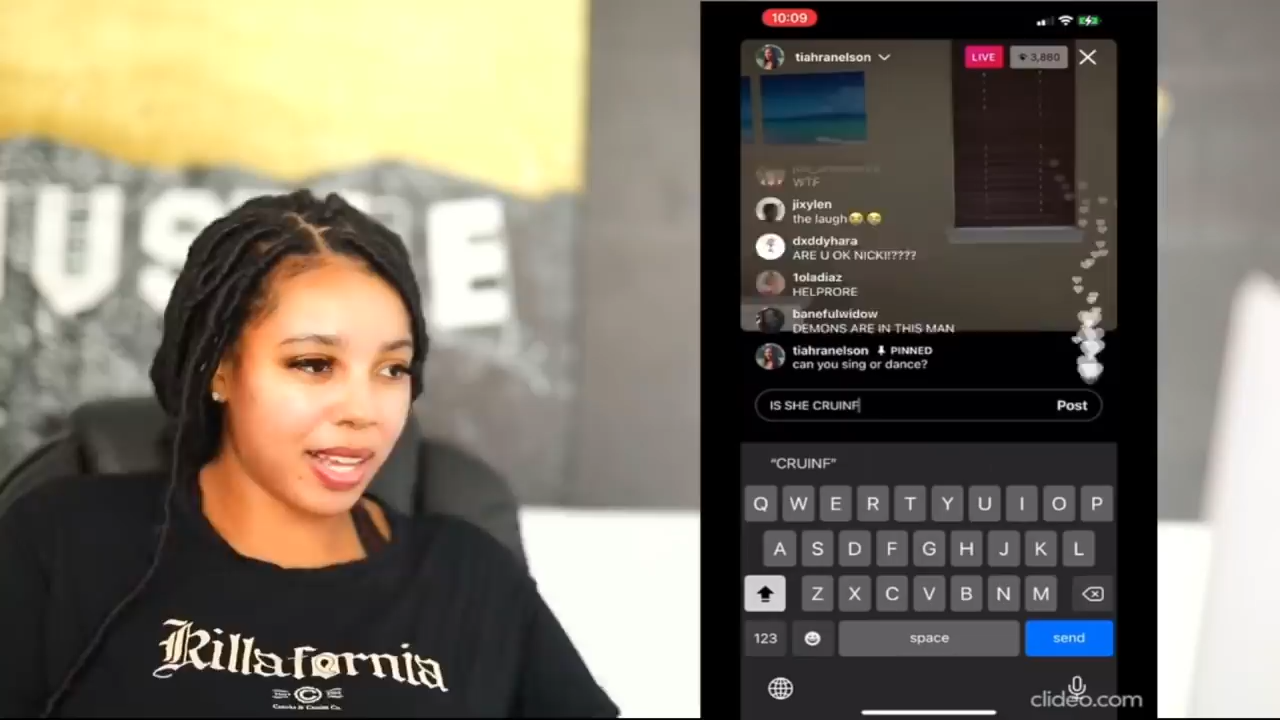 USTLE
10:09
tiahranelson
LIVE
3,860
WTF
jixylen
the laugh😭😭
dxddyhara
ARE U OK NICKI!????
1oladiaz
HELPRORE
banefulwidow
DEMONS ARE IN THIS MAN
tiahranelson PINNED
can you sing or dance?
IS SHE CRUINF
Post
"CRUINF"
Q W E R T Y U I O P
A S D F G H J K L
Z X C V B N M
123
space
send
Killafornia
clideo.com